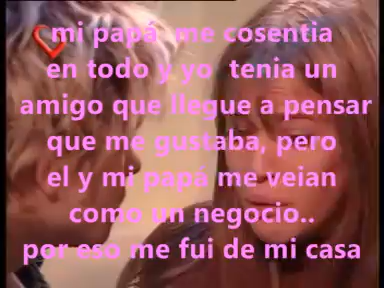 mi papá me cosentia
en todo y yo tenia un
amigo que llegue a pensar
que me gustaba, pero
el y mi papá me veian
como un negocio..
por eso me fui de mi casa